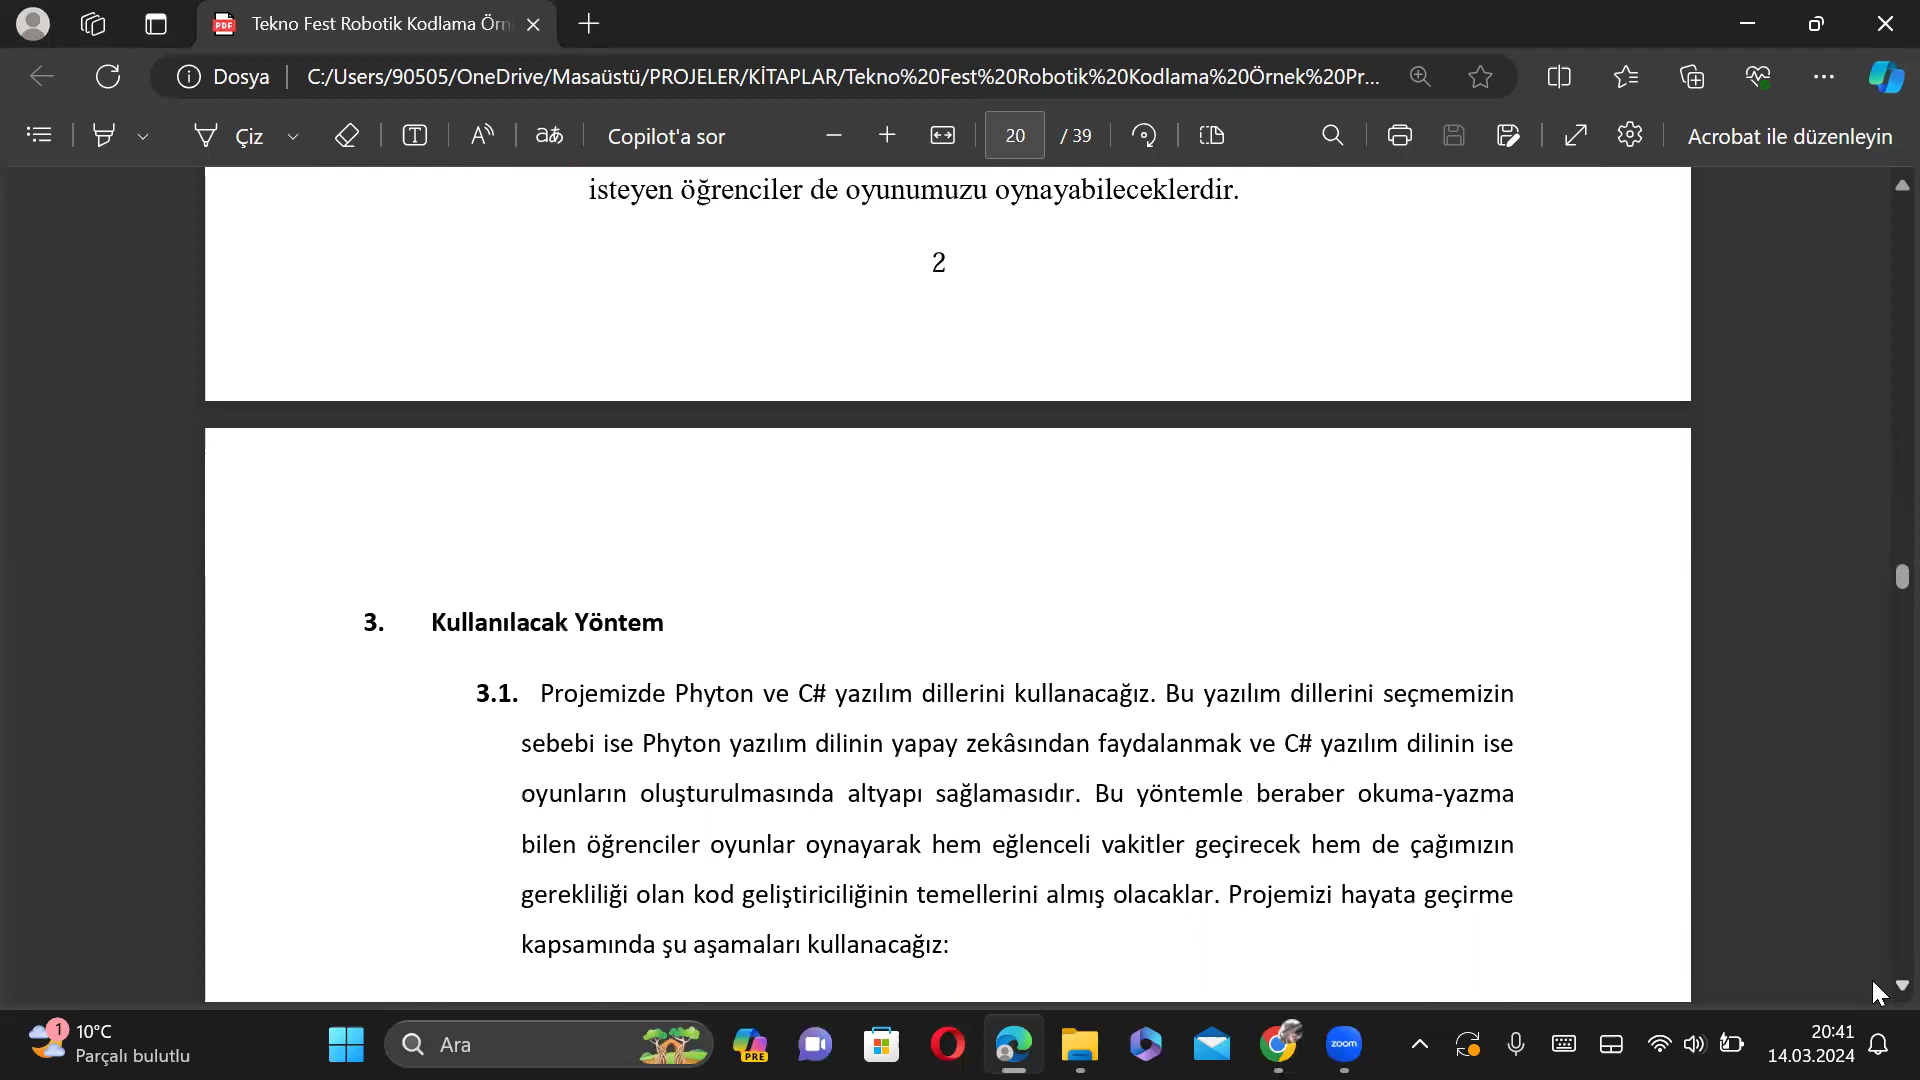 Tekno Fest Robotik Kodlama Örn
Dosya
C:/Users/90505/OneDrive/Masaüstü/PROJELER/KİTAPLAR/Tekno%20Fest%20Robotik%20Kodlama%20Örnek%20Pr...
Çiz
aあ
Copilot'a sor
20
/ 39
Acrobat ile düzenleyin
isteyen öğrenciler de oyunumuzu oynayabileceklerdir.
2
3. Kullanılacak Yöntem
3.1. Projemizde Phyton ve C# yazılım dillerini kullanacağız. Bu yazılım dillerini seçmemizin
sebebi ise Phyton yazılım dilinin yapay zekâsından faydalanmak ve C# yazılım dilinin ise
oyunların oluşturulmasında altyapı sağlamasıdır. Bu yöntemle beraber okuma-yazma
bilen öğrenciler oyunlar oynayarak hem eğlenceli vakitler geçirecek hem de çağımızın
gerekliliği olan kod geliştiriciliğinin temellerini almış olacaklar. Projemizi hayata geçirme
kapsamında şu aşamaları kullanacağız:
1
10°C
Parçalı bulutlu
Ara
PRE
zoom
20:41
14.03.2024